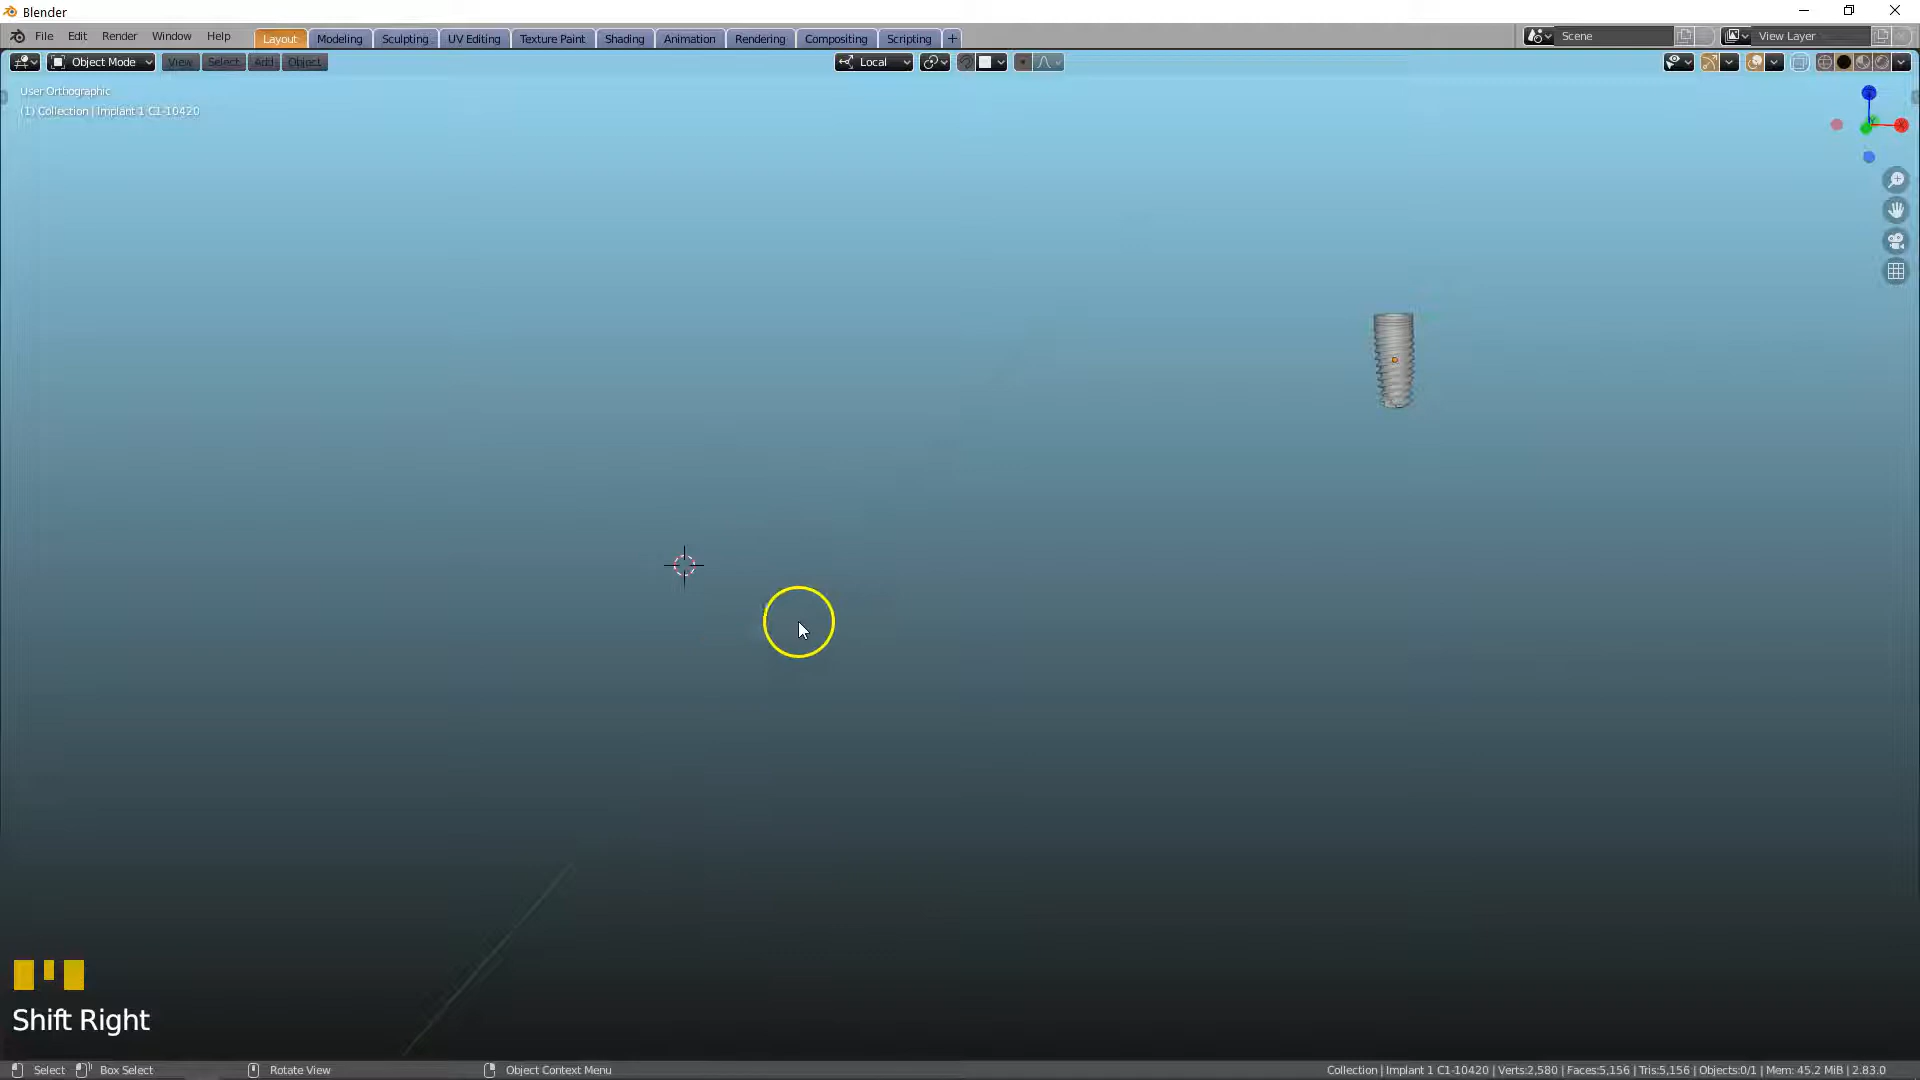 Blender
File Edit Render Window Help Layout Modeling Sculpting UV Editing Texture Paint Shading Animation Rendering Compositing Scripting + Scene View Layer
Object Mode View Select Add Object Local
User Orthographic
(1) Collection | Implant 1 C1-10420
Shift Right
Select Box Select Rotate View Object Context Menu Collection | Implant 1 C1-10420 | Verts:2,580 | Faces:5,156 | Tris:5,156 | Objects:0/1 | Mem: 45.2 MiB | 2.83.0